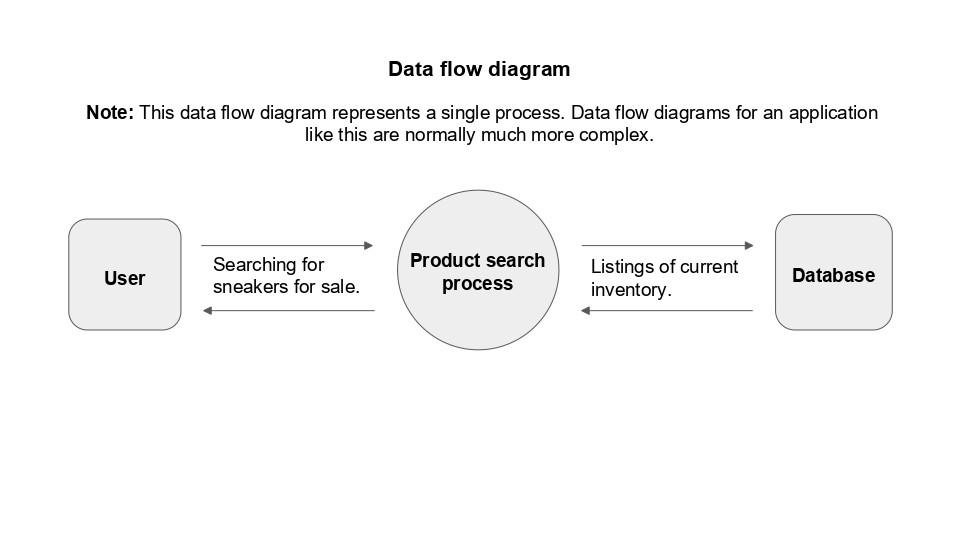 Data flow diagram
Note: This data flow diagram represents a single process. Data flow diagrams for an application
like this are normally much more complex.
User
Searching for
sneakers for sale.
Product search
process
Listings of current
inventory.
Database